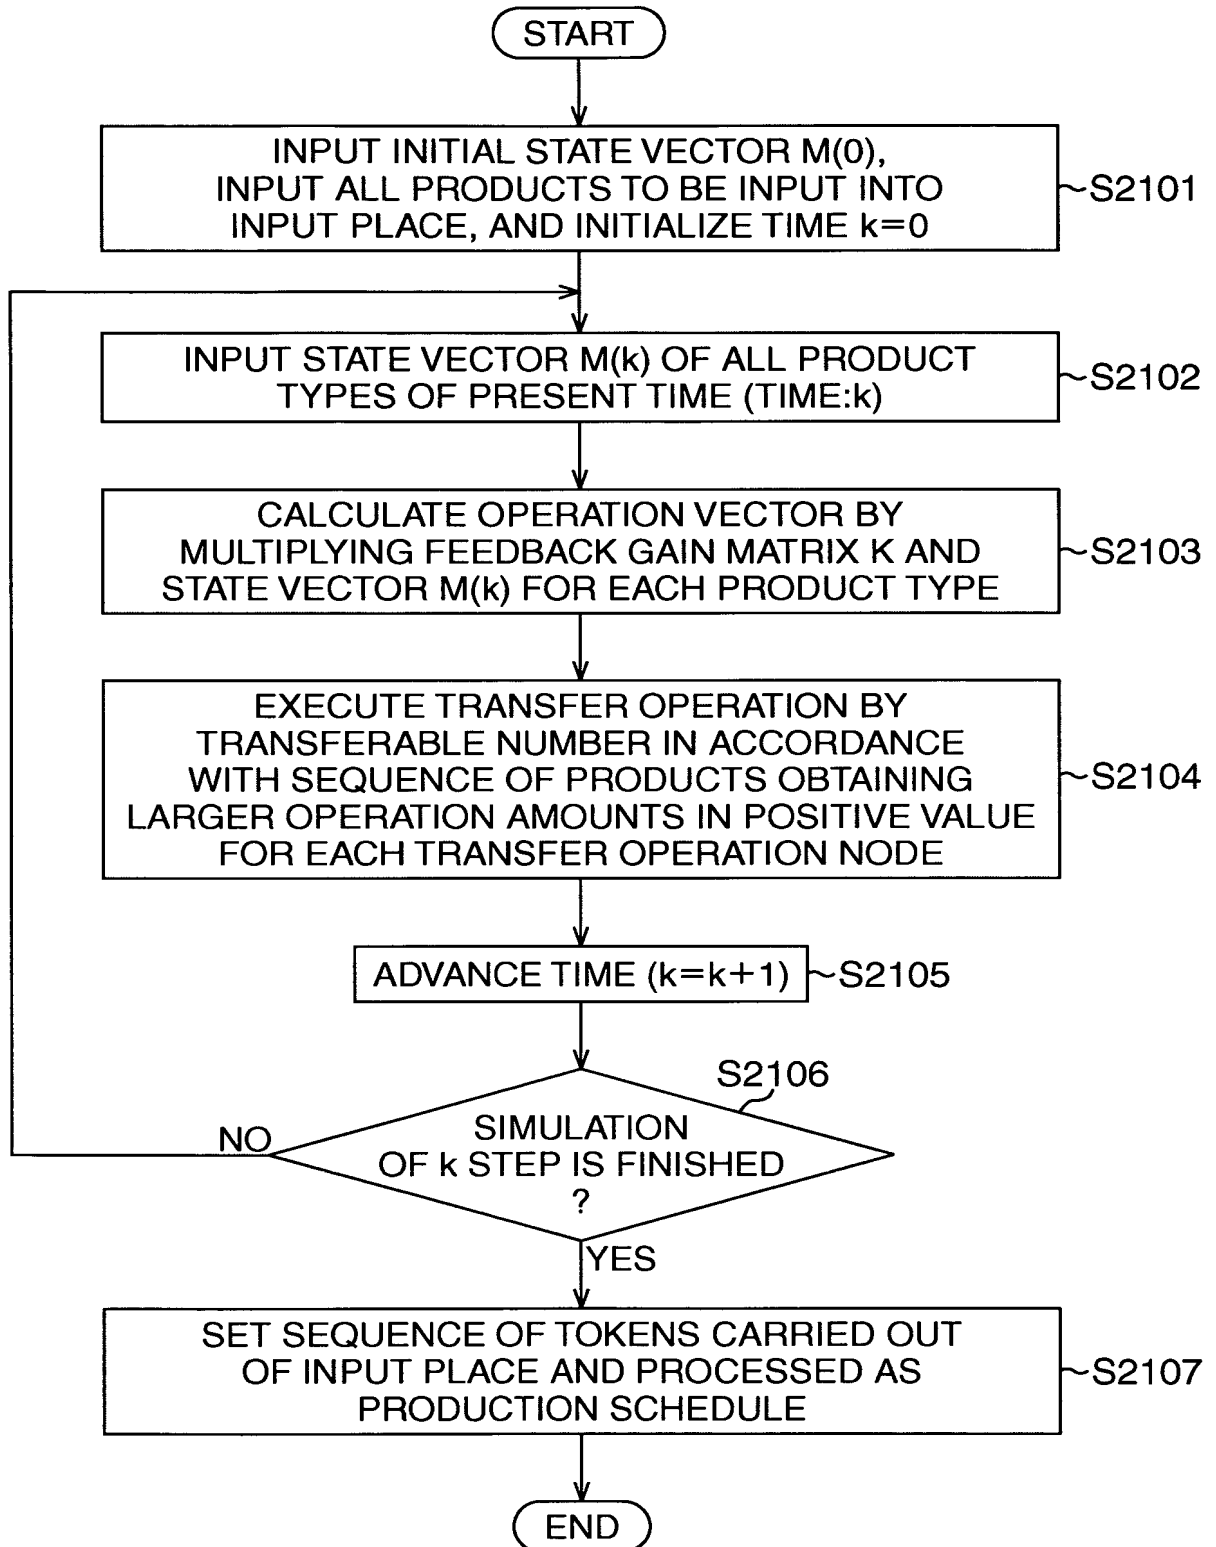 START
INPUT INITIAL STATE VECTOR M(0),
INPUT ALL PRODUCTS TO BE INPUT INTO
INPUT PLACE, AND INITIALIZE TIME k=0
~S2101
INPUT STATE VECTOR M(k) OF ALL PRODUCT
TYPES OF PRESENT TIME (TIME:k)
~S2102
CALCULATE OPERATION VECTOR BY
MULTIPLYING FEEDBACK GAIN MATRIX K AND
STATE VECTOR M(k) FOR EACH PRODUCT TYPE
~S2103
EXECUTE TRANSFER OPERATION BY
TRANSFERABLE NUMBER IN ACCORDANCE
WITH SEQUENCE OF PRODUCTS OBTAINING
LARGER OPERATION AMOUNTS IN POSITIVE VALUE
FOR EACH TRANSFER OPERATION NODE
~S2104
ADVANCE TIME (k=k+1)
~S2105
S2106
SIMULATION
OF k STEP IS FINISHED
?
NO
YES
SET SEQUENCE OF TOKENS CARRIED OUT
OF INPUT PLACE AND PROCESSED AS
PRODUCTION SCHEDULE
~S2107
END